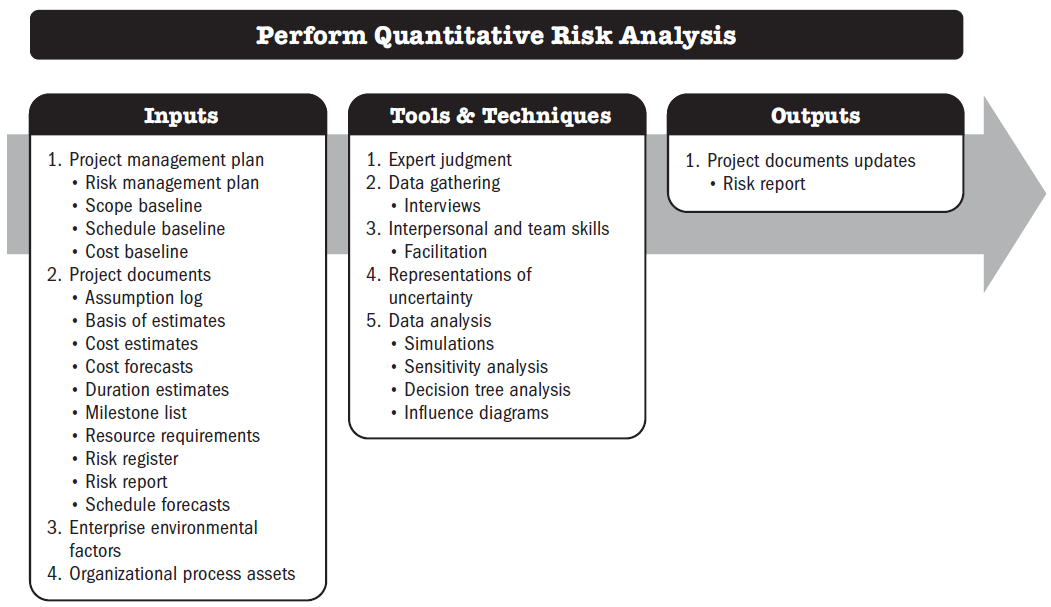 Perform Quantitative Risk Analysis
Inputs
1. Project management plan
• Risk management plan
• Scope baseline
• Schedule baseline
• Cost baseline
2. Project documents
• Assumption log
• Basis of estimates
• Cost estimates
• Cost forecasts
• Duration estimates
• Milestone list
• Resource requirements
• Risk register
• Risk report
• Schedule forecasts
3. Enterprise environmental
factors
4. Organizational process assets
Tools & Techniques
1. Expert judgment
2. Data gathering
• Interviews
3. Interpersonal and team skills
• Facilitation
4. Representations of
uncertainty
5. Data analysis
• Simulations
• Sensitivity analysis
• Decision tree analysis
• Influence diagrams
Outputs
1. Project documents updates
• Risk report